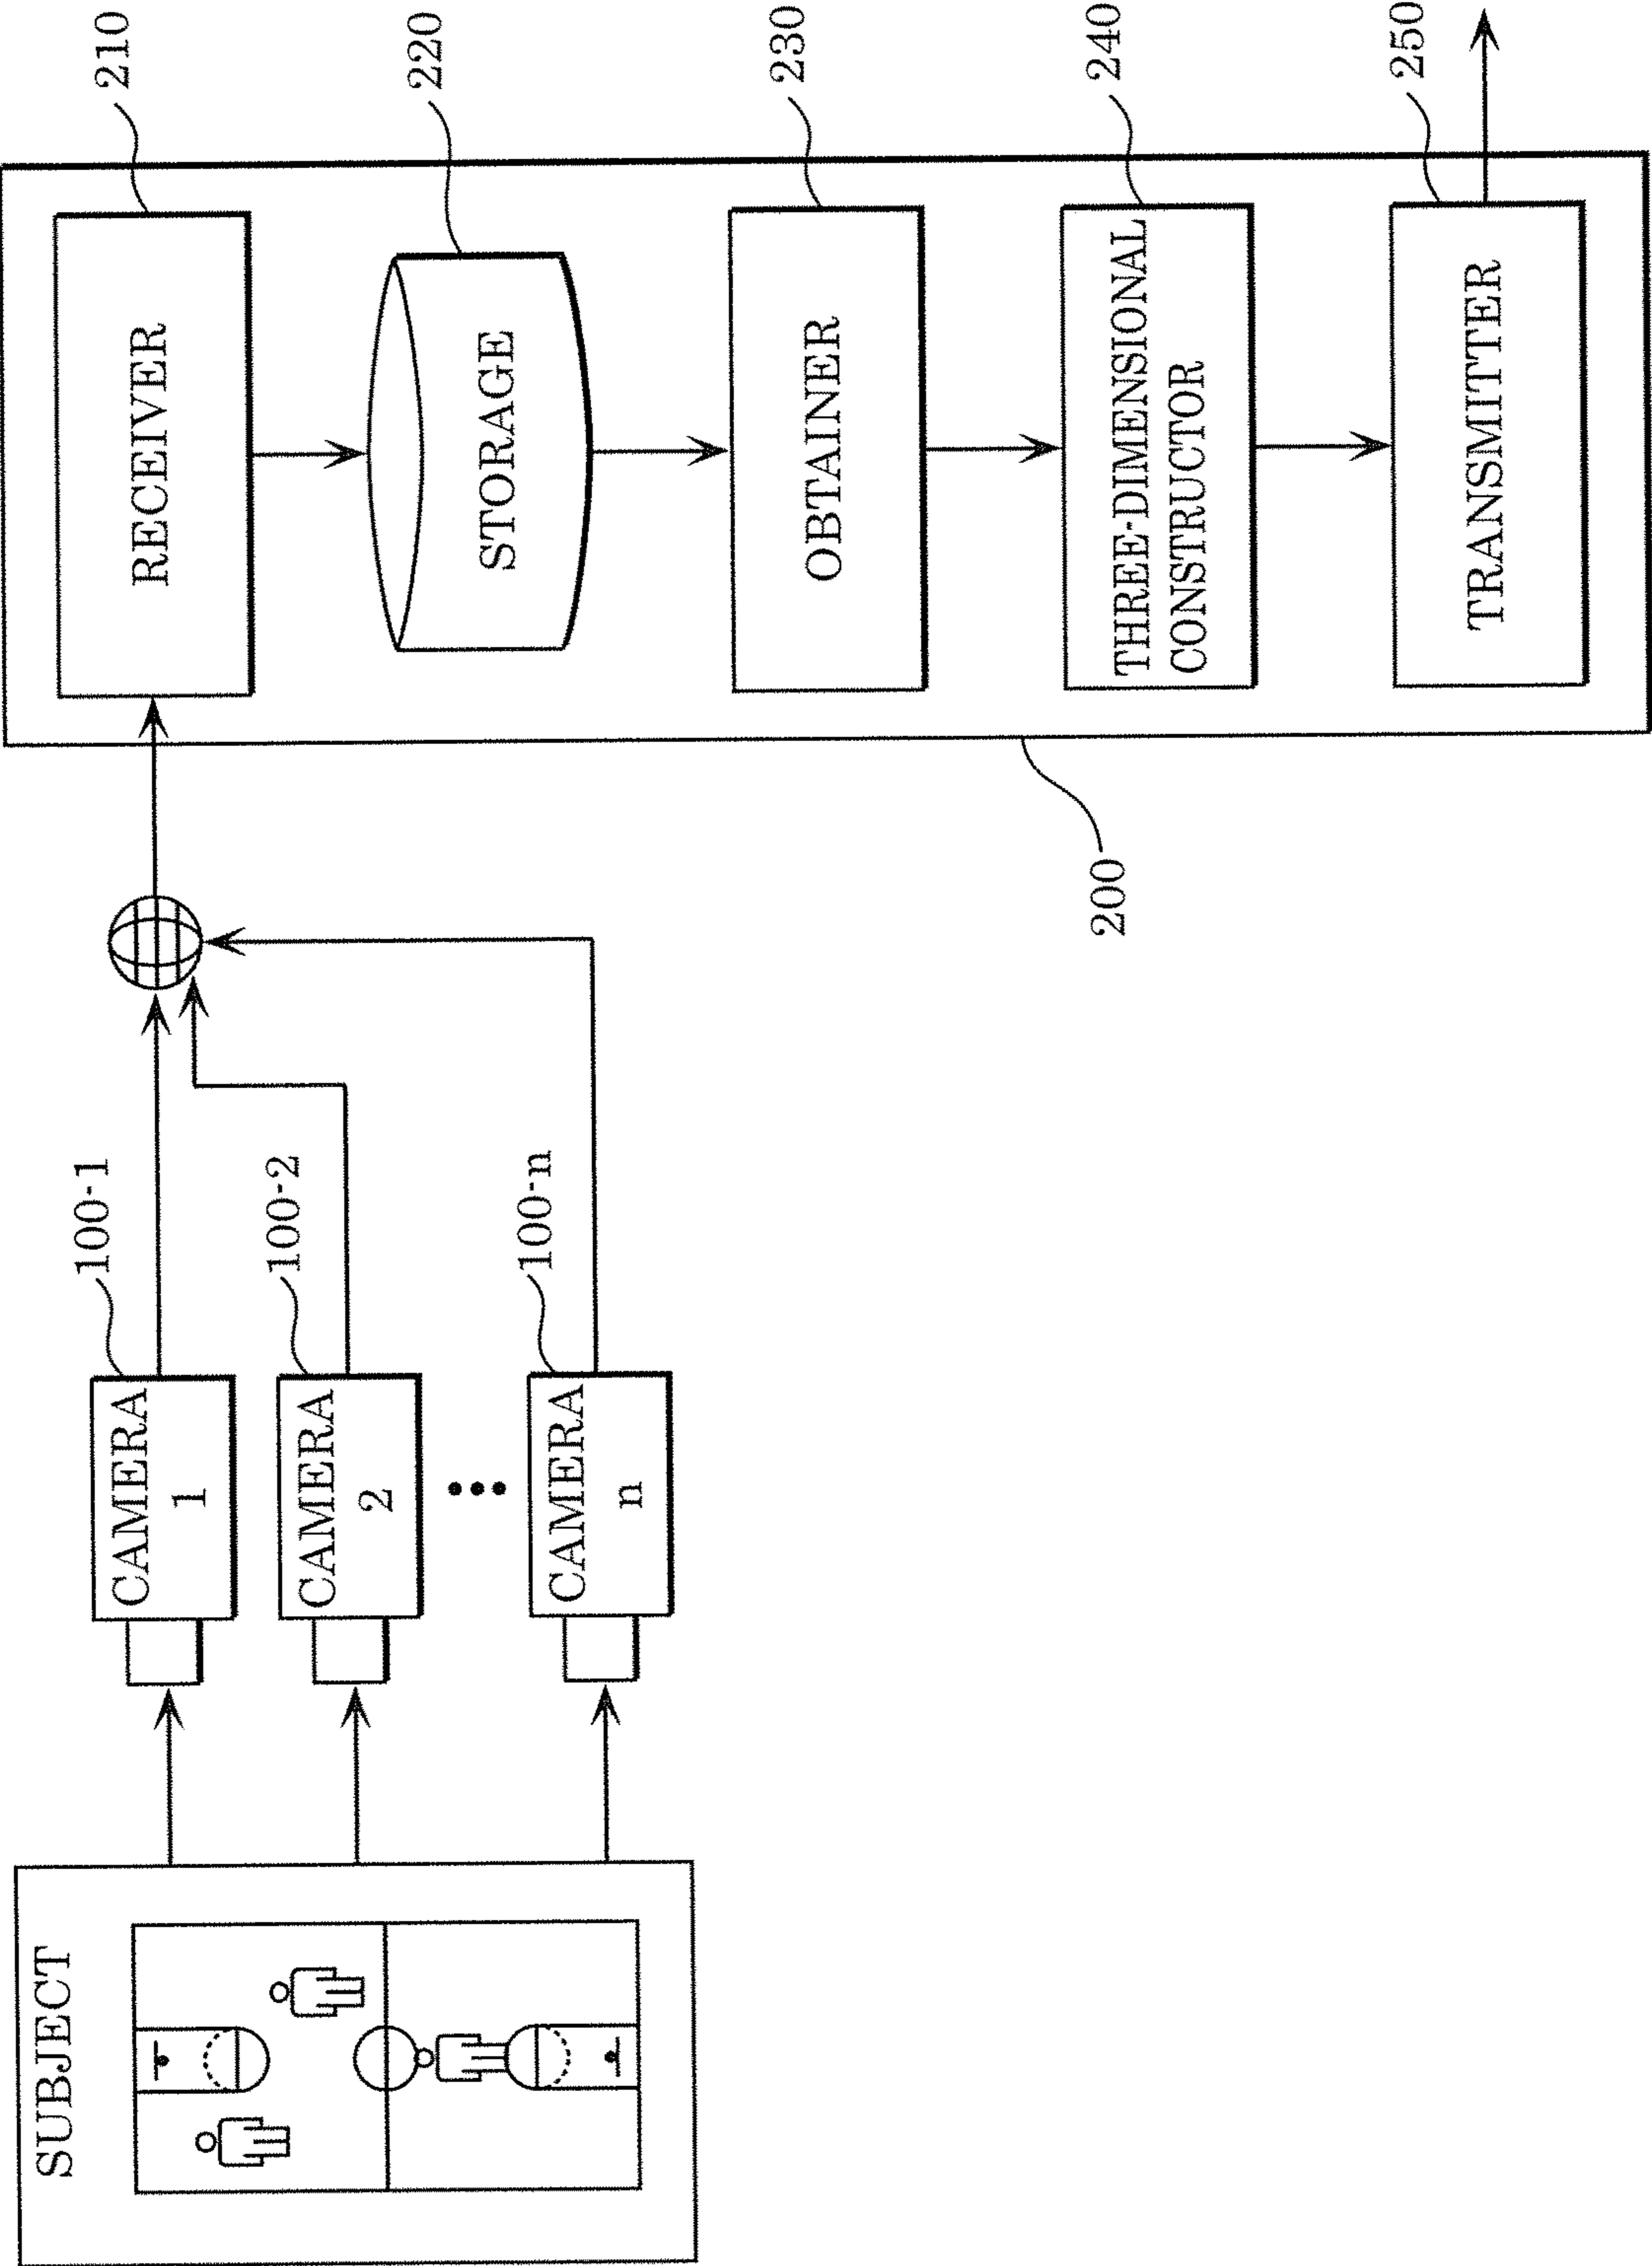 SUBJECT
CAMERA
1
100-1
CAMERA
2
100-2
CAMERA
n
100-n
200
RECEIVER
210
STORAGE
220
OBTAINER
230
THREE-DIMENSIONAL
CONSTRUCTOR
240
TRANSMITTER
250